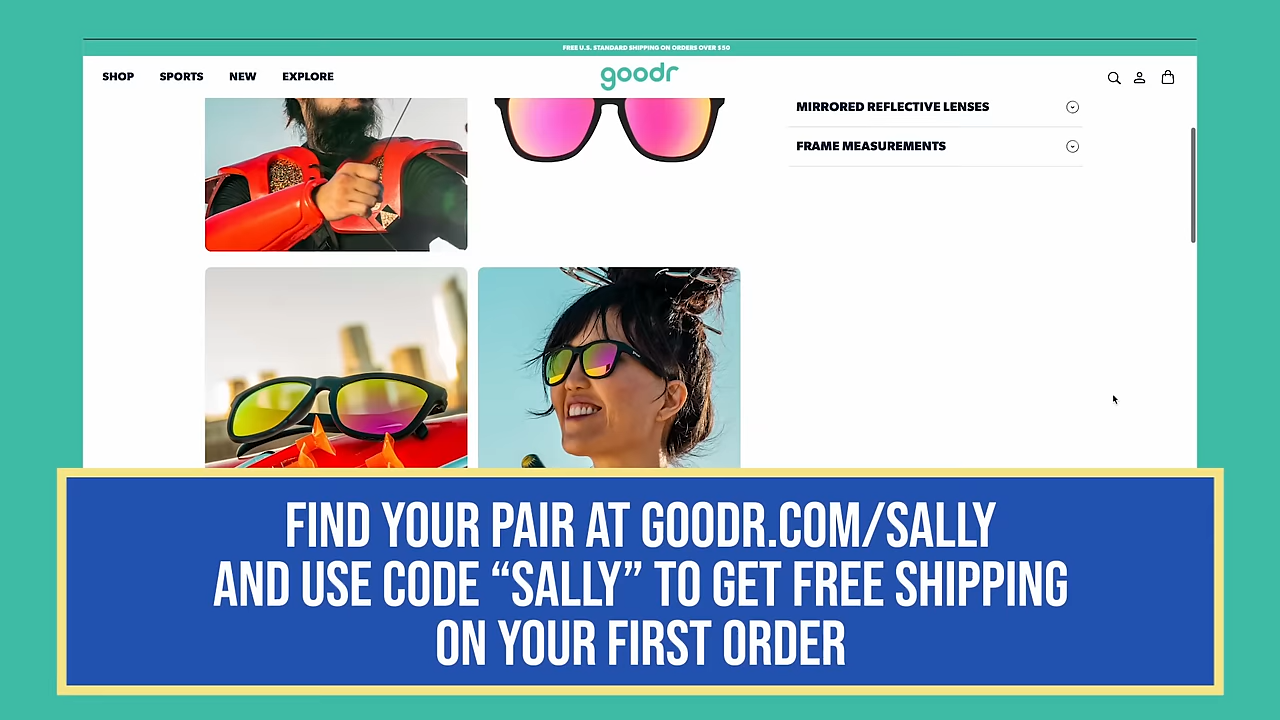 FREE U.S. STANDARD SHIPPING ON ORDERS OVER $50
SHOP SPORTS NEW EXPLORE
goodr
MIRRORED REFLECTIVE LENSES
FRAME MEASUREMENTS
FIND YOUR PAIR AT GOODR.COM/SALLY
AND USE CODE “SALLY” TO GET FREE SHIPPING
ON YOUR FIRST ORDER